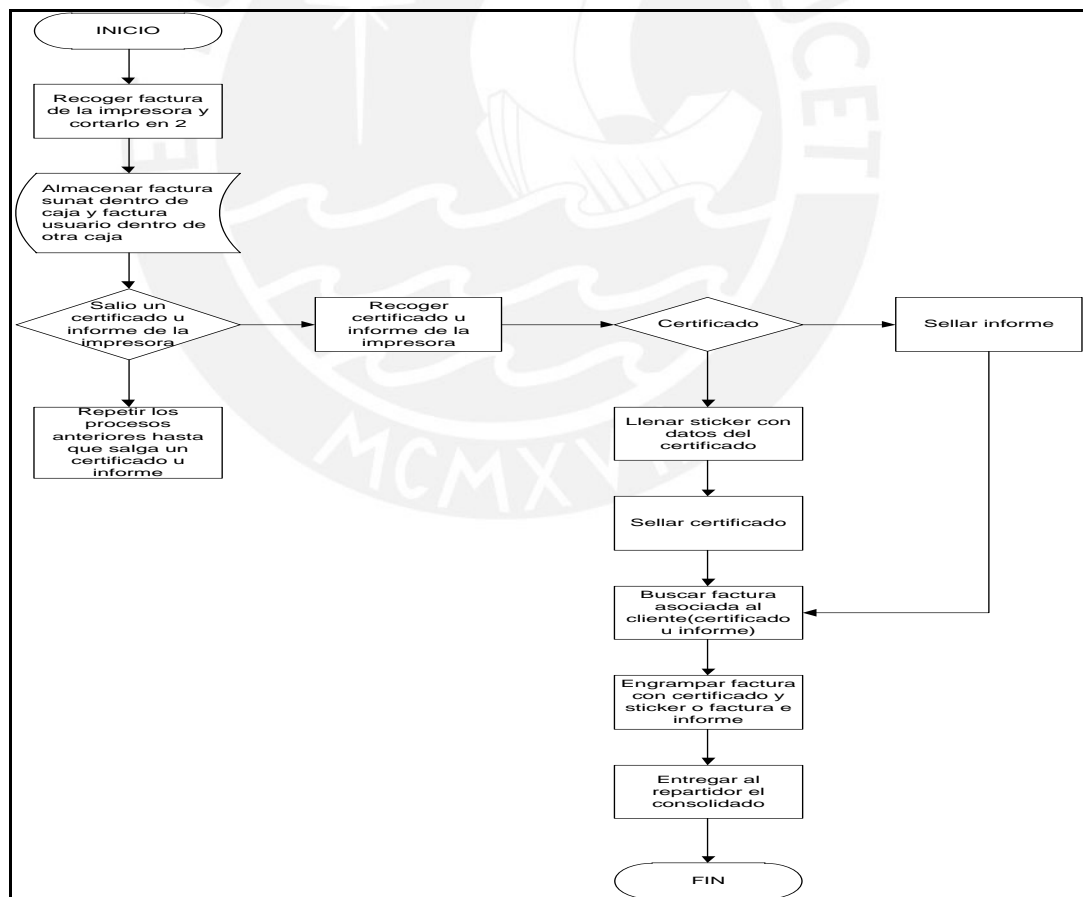 INICIO
Recoger factura
de la impresora y
cortarlo en 2
Almacenar factura
sunat dentro de
caja y factura
usuario dentro de
otra caja
Salio un
certificado u
informe de la
impresora
Recoger
certificado u
informe de la
impresora
Certificado
Sellar informe
Repetir los
procesos
anteriores hasta
que salga un
certificado u
informe
Llenar sticker con
datos del
certificado
Sellar certificado
Buscar factura
asociada al
cliente(certificado
u informe)
Engrampar factura
con certificado y
sticker o factura e
informe
Entregar al
repartidor el
consolidado
FIN